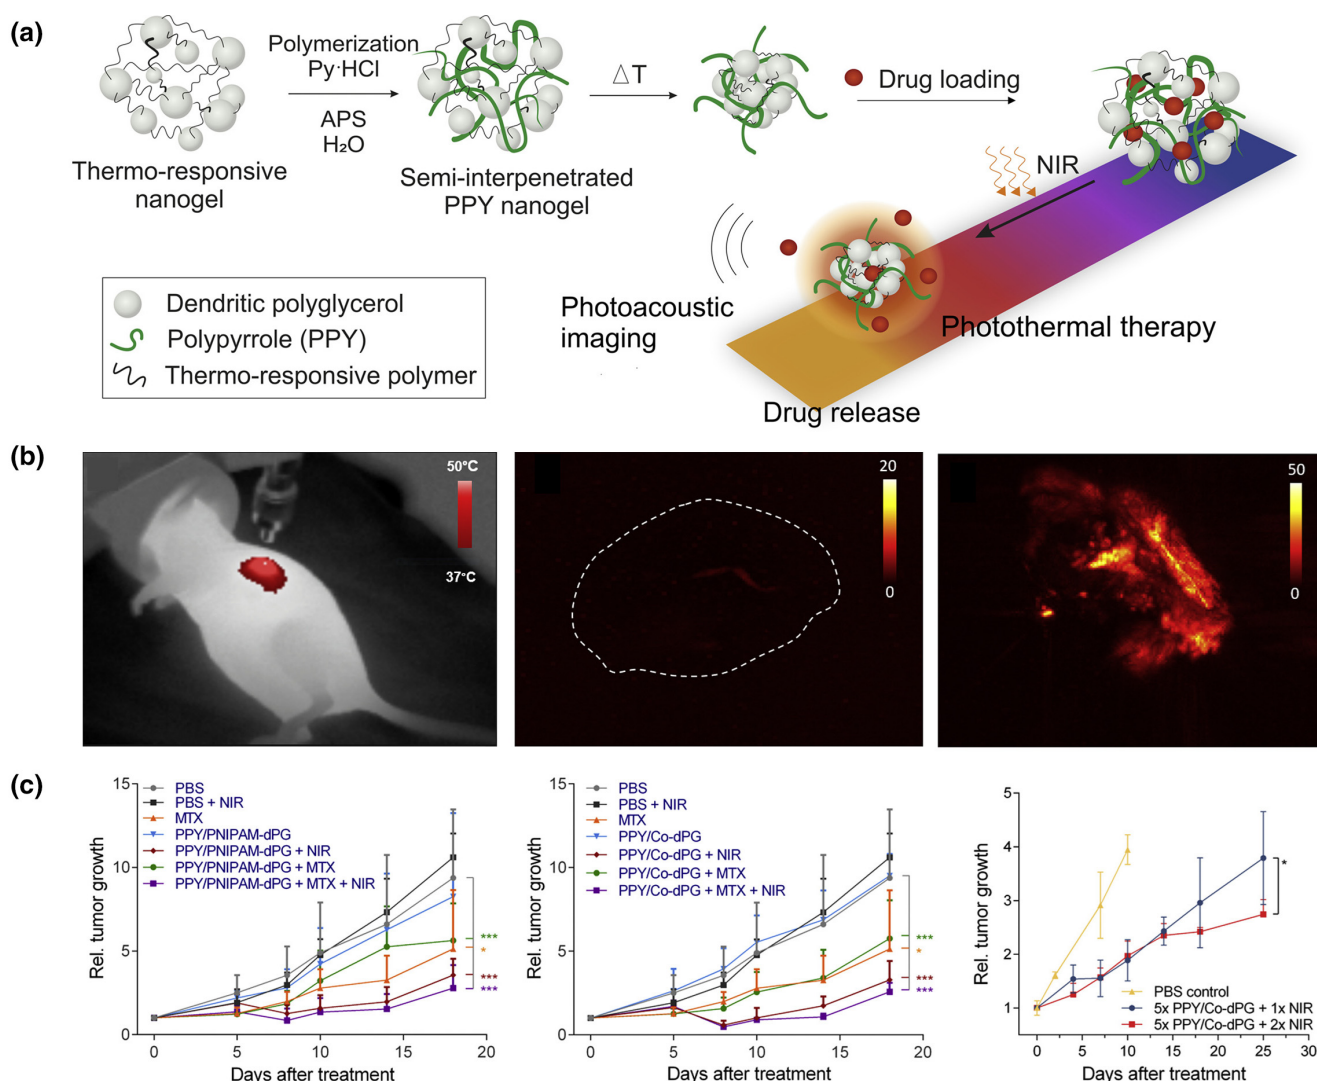 (a)
Polymerization
Py·HCl
APS
H₂O
ΔT
Drug loading
Thermo-responsive
nanogel
Semi-interpenetrated
PPY nanogel
NIR
Dendritic polyglycerol
Polypyrrole (PPY)
Thermo-responsive polymer
Photoacoustic
imaging
Photothermal therapy
Drug release
(b)
50°C
37°C
20
0
50
0
(c)
15
10
5
0
Rel. tumor growth
PBS
PBS + NIR
MTX
PPY/PNIPAM-dPG
PPY/PNIPAM-dPG + NIR
PPY/PNIPAM-dPG + MTX
PPY/PNIPAM-dPG + MTX + NIR
***
*
***
***
0 5 10 15 20
Days after treatment
15
10
5
0
Rel. tumor growth
PBS
PBS + NIR
MTX
PPY/Co-dPG
PPY/Co-dPG + NIR
PPY/Co-dPG + MTX
PPY/Co-dPG + MTX + NIR
***
*
***
***
0 5 10 15 20
Days after treatment
5
4
3
2
1
Rel. tumor growth
*
PBS control
5x PPY/Co-dPG + 1x NIR
5x PPY/Co-dPG + 2x NIR
0 5 10 15 20 25 30
Days after treatment